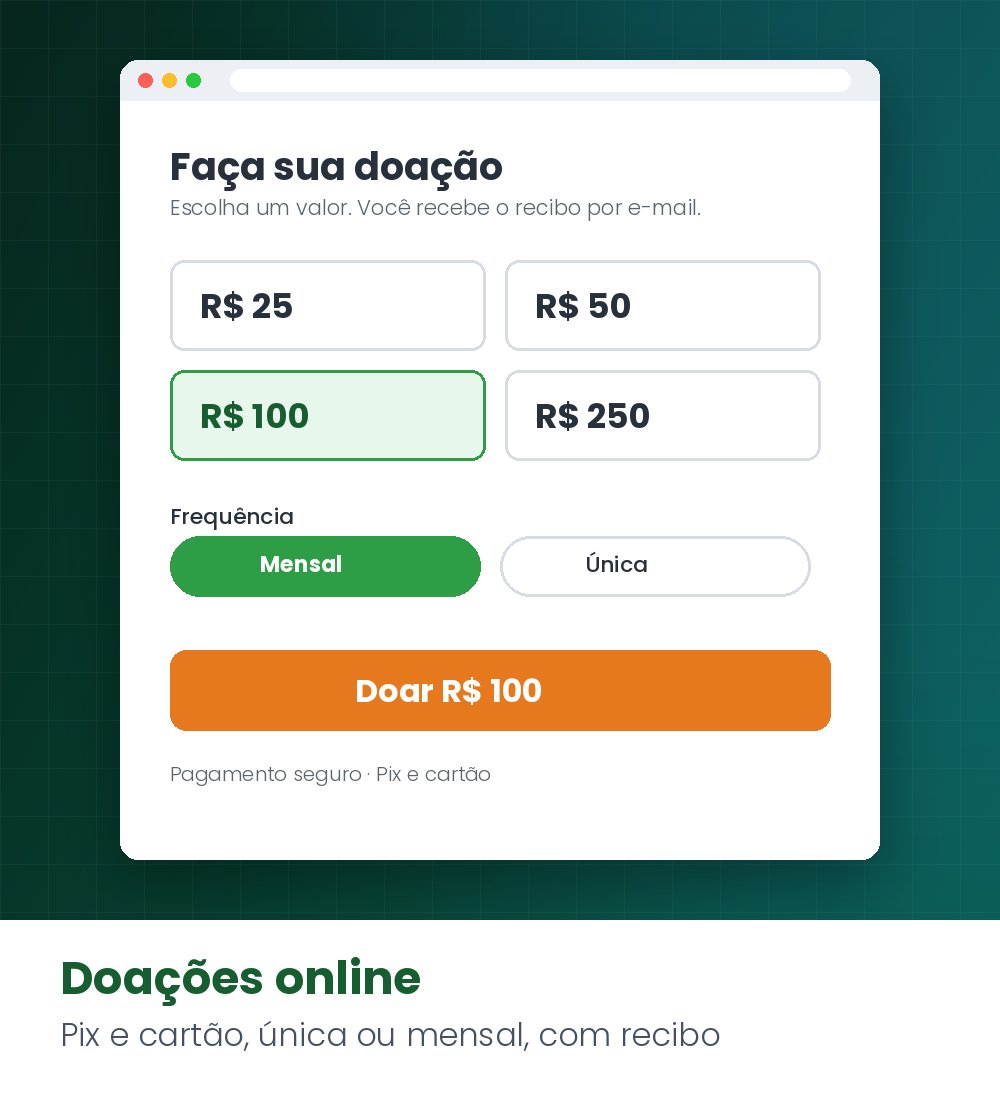 Faça sua doação
Escolha um valor. Você recebe o recibo por e-mail.
R$ 25
R$ 50
R$ 100
R$ 250
Frequência
Mensal
Única
Doar R$ 100
Pagamento seguro · Pix e cartão
Doações online
Pix e cartão, única ou mensal, com recibo